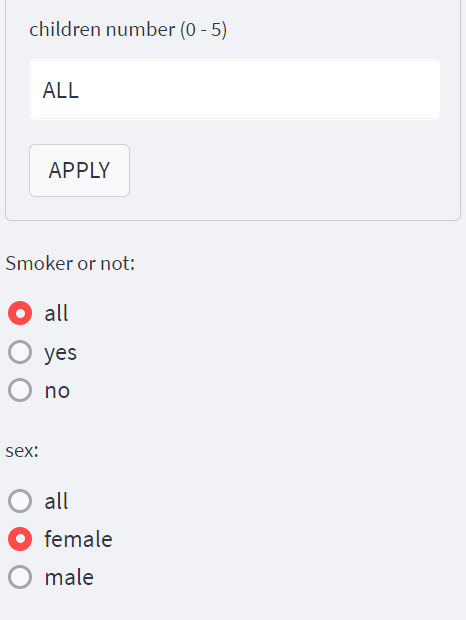 children number (0 - 5)
ALL
APPLY
Smoker or not:
all
yes
no
sex:
all
female
male